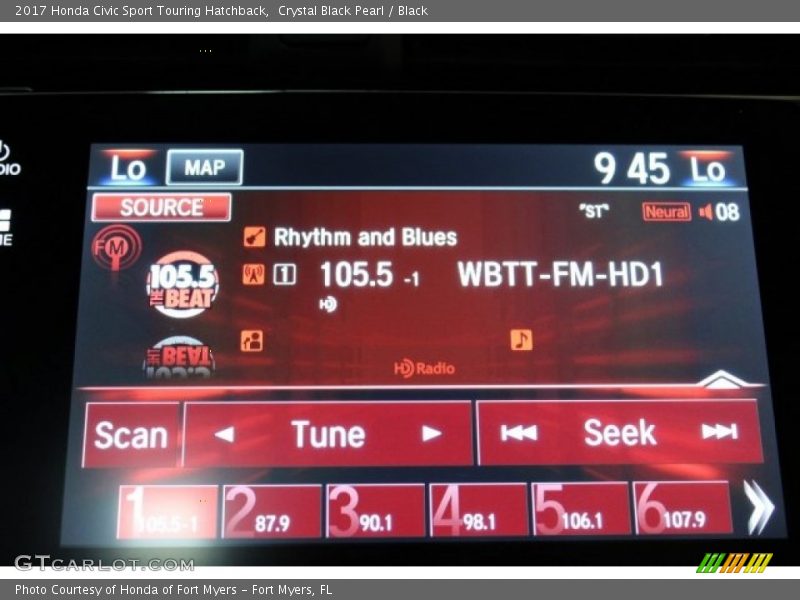 2017 Honda Civic Sport Touring Hatchback,  Crystal Black Pearl / Black
Lo MAP 9 45 Lo
SOURCE "ST" Neural 08
FM Rhythm and Blues
105.5 THE BEAT 1 105.5 -1 WBTT-FM-HD1
HD
HD Radio
Scan Tune Seek
1 105.5-1 2 87.9 3 90.1 4 98.1 5 106.1 6 107.9
GTCARLOT.COM
Photo Courtesy of Honda of Fort Myers – Fort Myers, FL